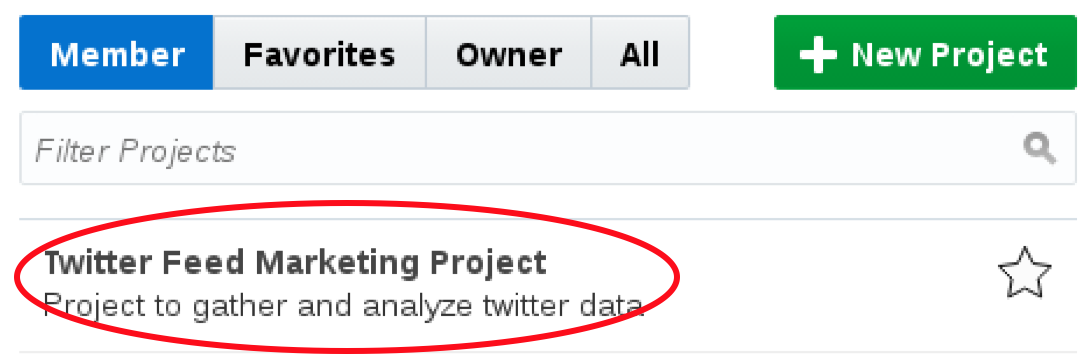 Member Favorites Owner All New Project
Filter Projects
Twitter Feed Marketing Project
Project to gather and analyze twitter data